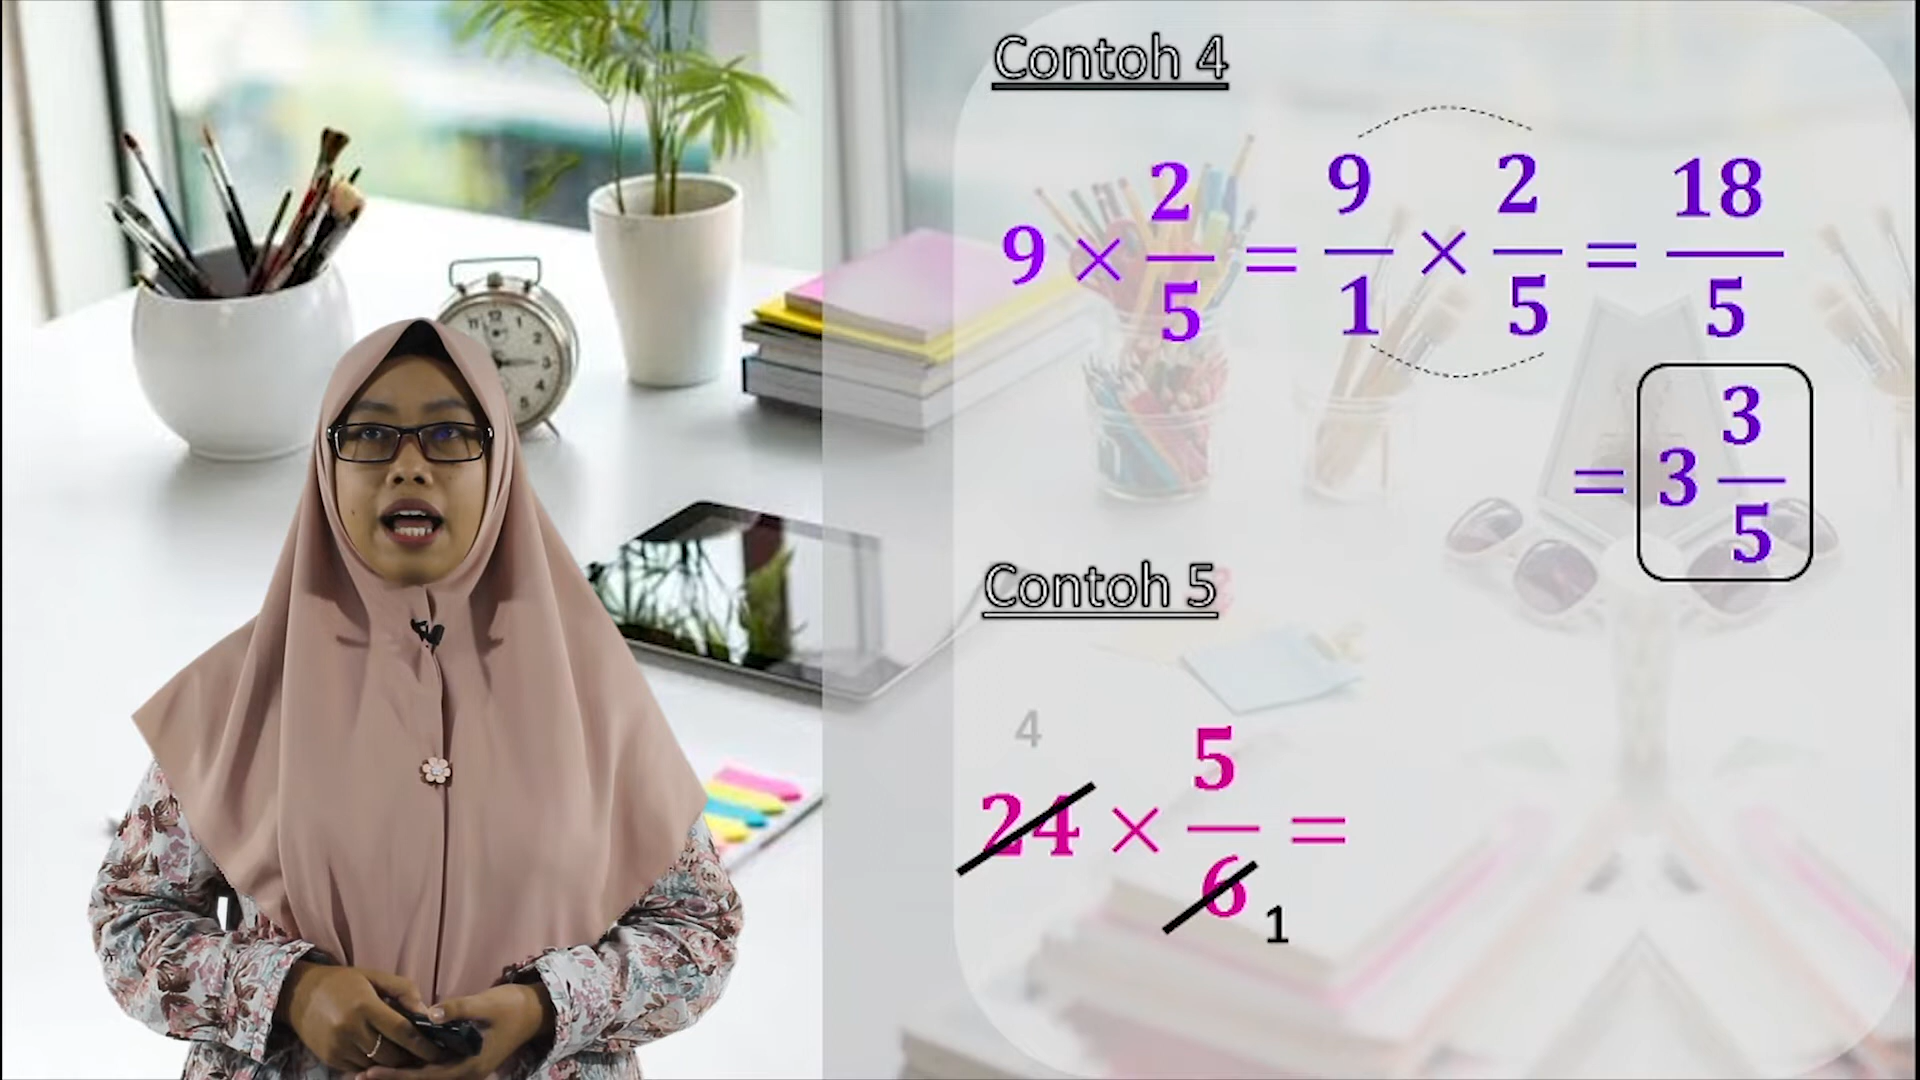 Contoh 4
9 × 2/5 = 9/1 × 2/5 = 18/5
= 3 3/5
Contoh 5
4
24 × 5/6 =
1